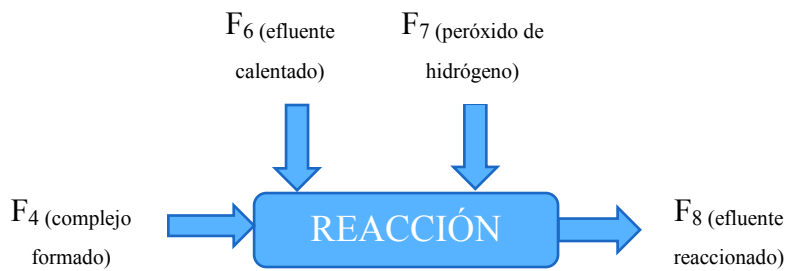 F6 (efluente
calentado)
F7 (peróxido de
hidrógeno)
F4 (complejo
formado)
REACCIÓN
F8 (efluente
reaccionado)